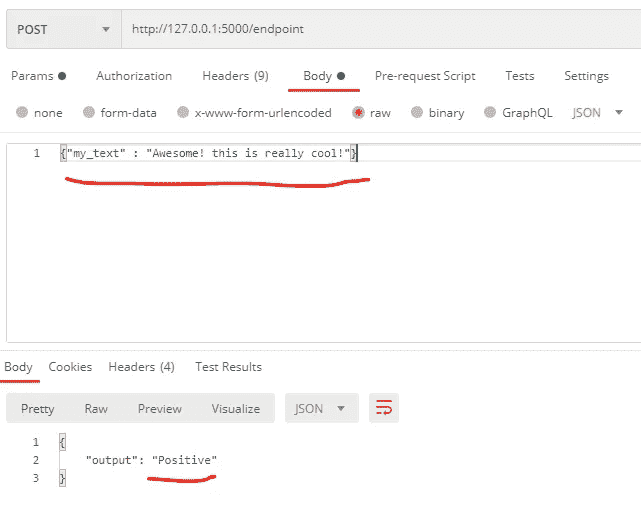 POST http://127.0.0.1:5000/endpoint
Params Authorization Headers (9) Body Pre-request Script Tests Settings
none form-data x-www-form-urlencoded raw binary GraphQL JSON
1 {"my_text" : "Awesome! this is really cool!"}
Body Cookies Headers (4) Test Results
Pretty Raw Preview Visualize JSON
1 {
2 "output": "Positive"
3 }